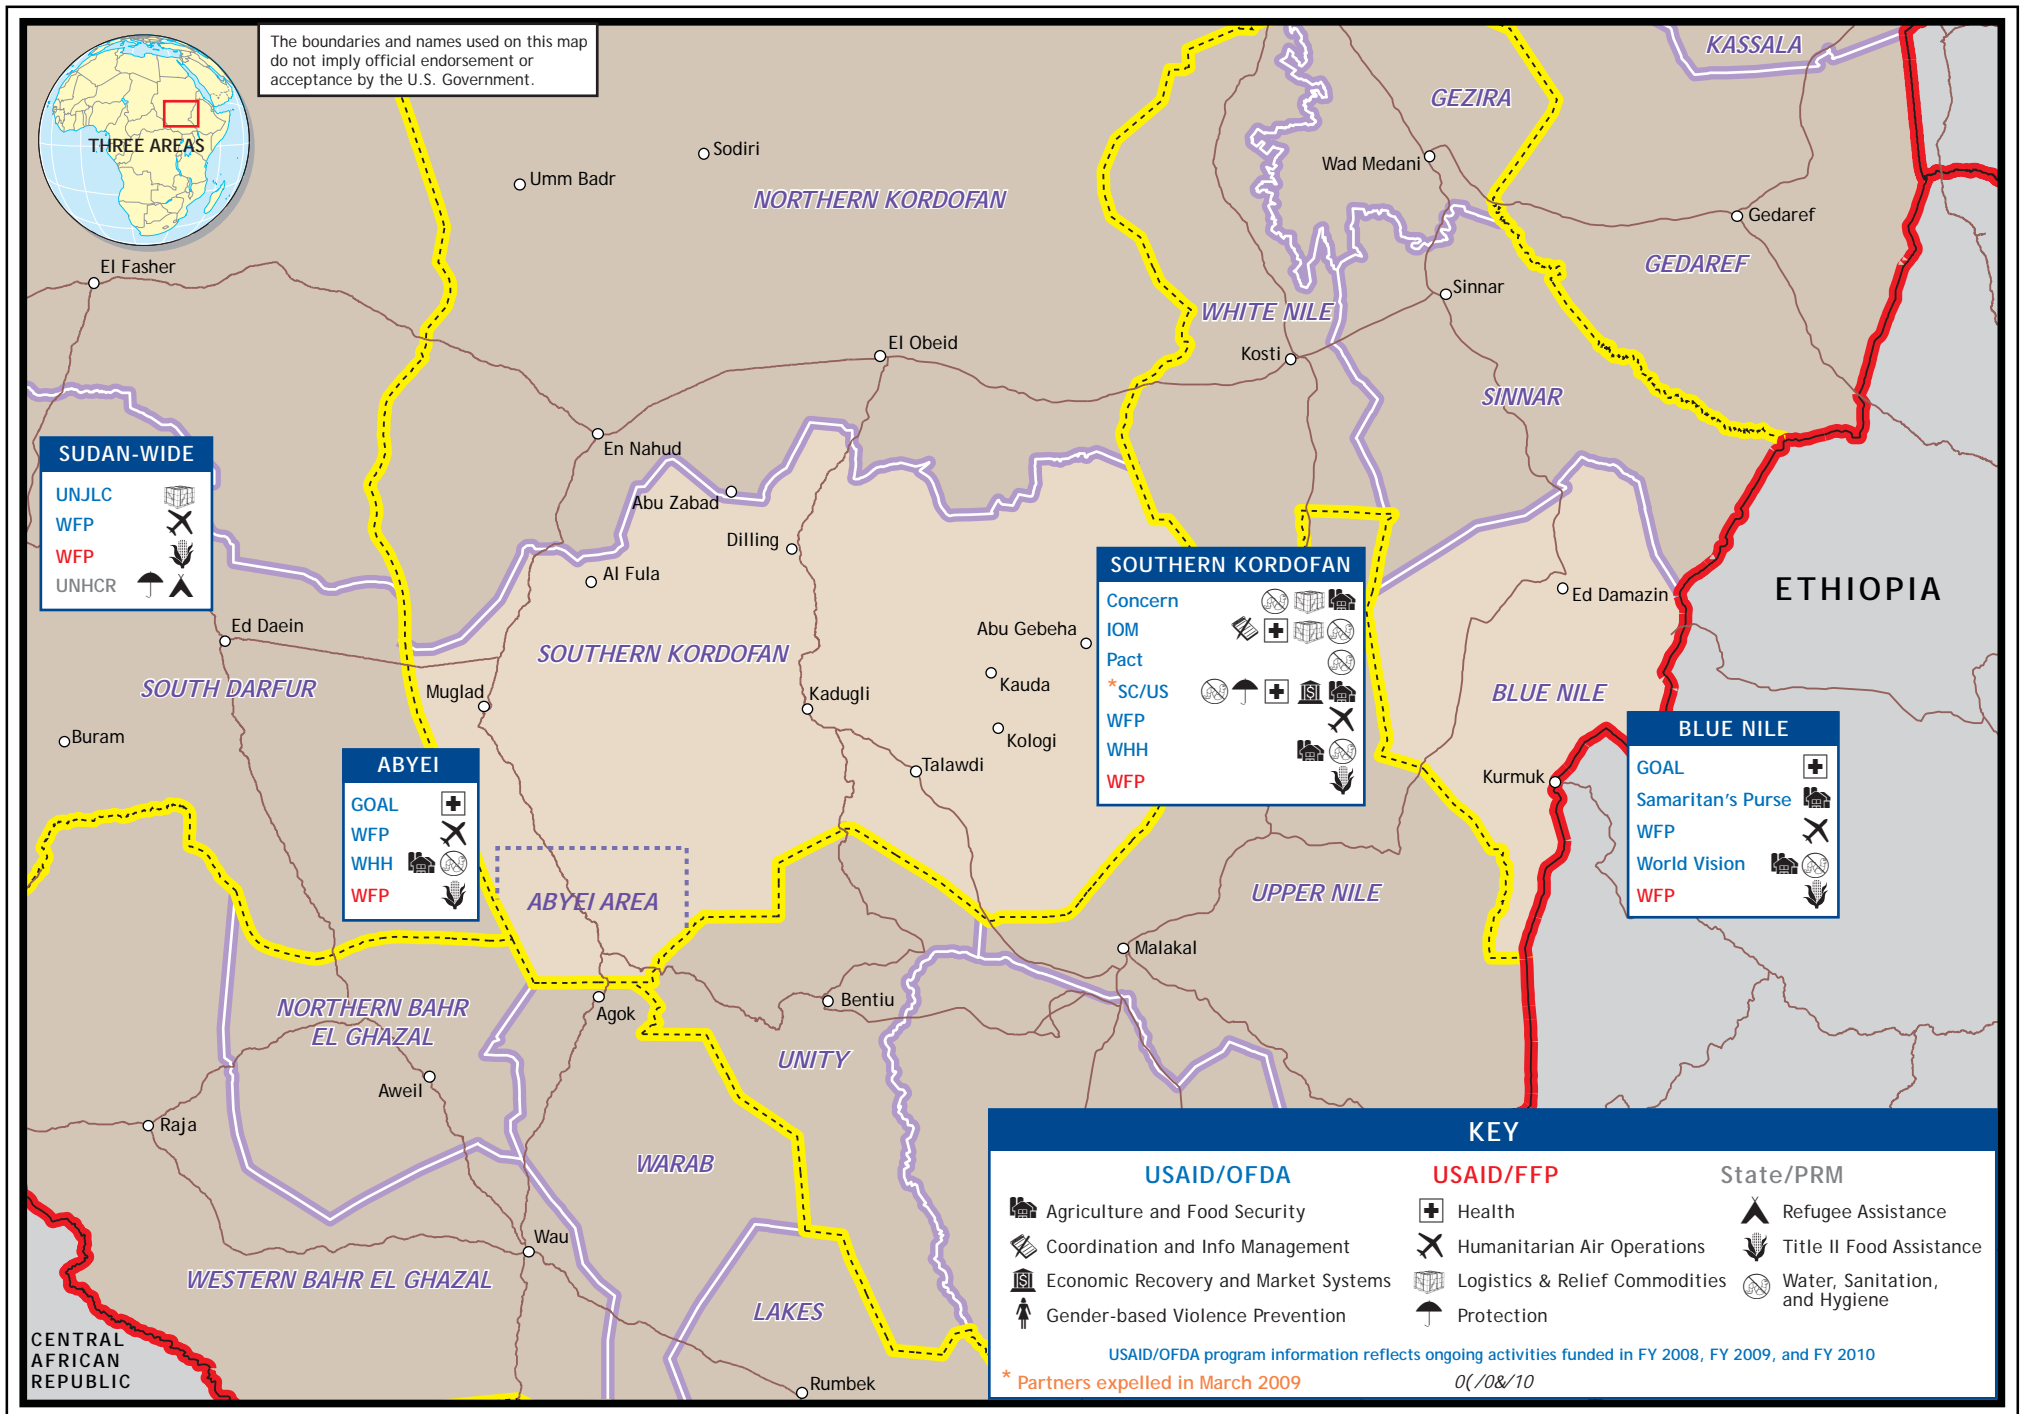 The boundaries and names used on this map
do not imply official endorsement or
acceptance by the U.S. Government.
THREE AREAS
KASSALA
GEZIRA
Sodiri
Umm Badr
Wad Medani
NORTHERN KORDOFAN
Gedaref
El Fasher
GEDAREF
Sinnar
WHITE NILE
El Obeid
Kosti
SINNAR
En Nahud
Abu Zabad
Dilling
Al Fula
SUDAN-WIDE
UNJLC
WFP
WFP
UNHCR
SOUTHERN KORDOFAN
Concern
IOM
Pact
*SC/US
WFP
WHH
WFP
ETHIOPIA
Ed Damazin
Ed Daein
Abu Gebeha
SOUTHERN KORDOFAN
SOUTH DARFUR
Muglad
Kadugli
Kauda
BLUE NILE
Buram
Kologi
Talawdi
Kurmuk
ABYEI
GOAL
WFP
WHH
WFP
BLUE NILE
GOAL
Samaritan's Purse
WFP
World Vision
WFP
ABYEI AREA
UPPER NILE
Malakal
NORTHERN BAHR
EL GHAZAL
Agok
Bentiu
UNITY
Aweil
Raja
WARAB
Wau
WESTERN BAHR EL GHAZAL
LAKES
CENTRAL
AFRICAN
REPUBLIC
Rumbek
KEY
USAID/OFDA
USAID/FFP
State/PRM
Agriculture and Food Security
Health
Refugee Assistance
Coordination and Info Management
Humanitarian Air Operations
Title II Food Assistance
Economic Recovery and Market Systems
Logistics & Relief Commodities
Water, Sanitation,
and Hygiene
Gender-based Violence Prevention
Protection
USAID/OFDA program information reflects ongoing activities funded in FY 2008, FY 2009, and FY 2010
* Partners expelled in March 2009
0(/0&/10